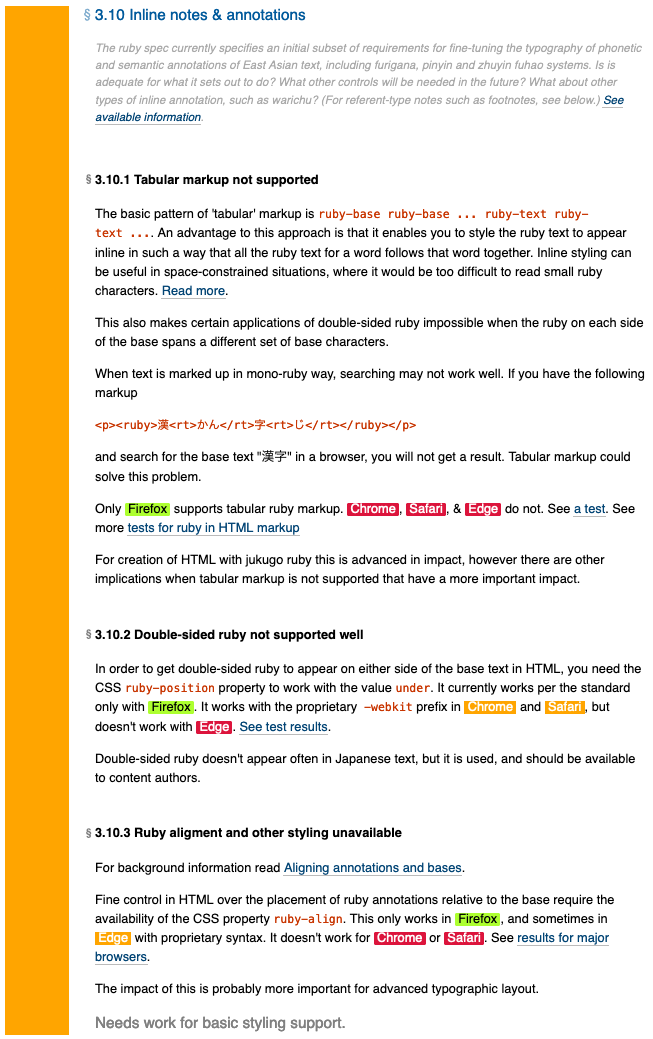 § 3.10 Inline notes & annotations
The ruby spec currently specifies an initial subset of requirements for fine-tuning the typography of phonetic
and semantic annotations of East Asian text, including furigana, pinyin and zhuyin fuhao systems. Is is
adequate for what it sets out to do? What other controls will be needed in the future? What about other
types of inline annotation, such as warichu? (For referent-type notes such as footnotes, see below.) See
available information.
§ 3.10.1 Tabular markup not supported
The basic pattern of 'tabular' markup is ruby-base ruby-base ... ruby-text ruby-
text .... An advantage to this approach is that it enables you to style the ruby text to appear
inline in such a way that all the ruby text for a word follows that word together. Inline styling can
be useful in space-constrained situations, where it would be too difficult to read small ruby
characters. Read more.
This also makes certain applications of double-sided ruby impossible when the ruby on each side
of the base spans a different set of base characters.
When text is marked up in mono-ruby way, searching may not work well. If you have the following
markup
<p><ruby>漢<rt>かん</rt>字<rt>じ</rt></ruby></p>
and search for the base text "漢字" in a browser, you will not get a result. Tabular markup could
solve this problem.
Only Firefox supports tabular ruby markup. Chrome, Safari, & Edge do not. See a test. See
more tests for ruby in HTML markup
For creation of HTML with jukugo ruby this is advanced in impact, however there are other
implications when tabular markup is not supported that have a more important impact.
§ 3.10.2 Double-sided ruby not supported well
In order to get double-sided ruby to appear on either side of the base text in HTML, you need the
CSS ruby-position property to work with the value under. It currently works per the standard
only with Firefox. It works with the proprietary -webkit prefix in Chrome and Safari, but
doesn't work with Edge. See test results.
Double-sided ruby doesn't appear often in Japanese text, but it is used, and should be available
to content authors.
§ 3.10.3 Ruby aligment and other styling unavailable
For background information read Aligning annotations and bases.
Fine control in HTML over the placement of ruby annotations relative to the base require the
availability of the CSS property ruby-align. This only works in Firefox, and sometimes in
Edge with proprietary syntax. It doesn't work for Chrome or Safari. See results for major
browsers.
The impact of this is probably more important for advanced typographic layout.
Needs work for basic styling support.